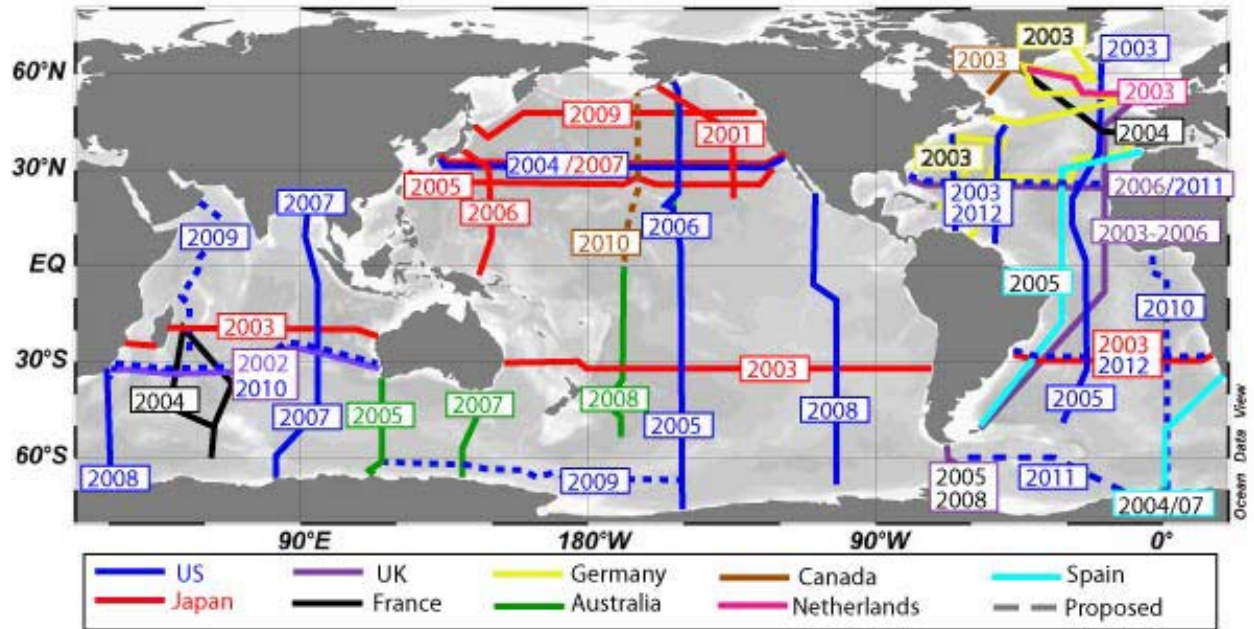 2003
2003
2003
60°N
2003
2009
2001
2004
30°N
2004 /2007
2003
2005
2006/2011
2007
2003
2012
2006
2006
2003-2006
2009
2010
EQ
2005
2010
2003
2003
2002
2003
30°S
2012
2010
2003
2004
2008
2007
2005
2007
2005
2008
2005
Ocean Data View
60°S
2008
2009
2005
2008
2011
2004/07
90°E
180°W
90°W
0°
US
UK
Germany
Canada
Spain
Japan
France
Australia
Netherlands
Proposed